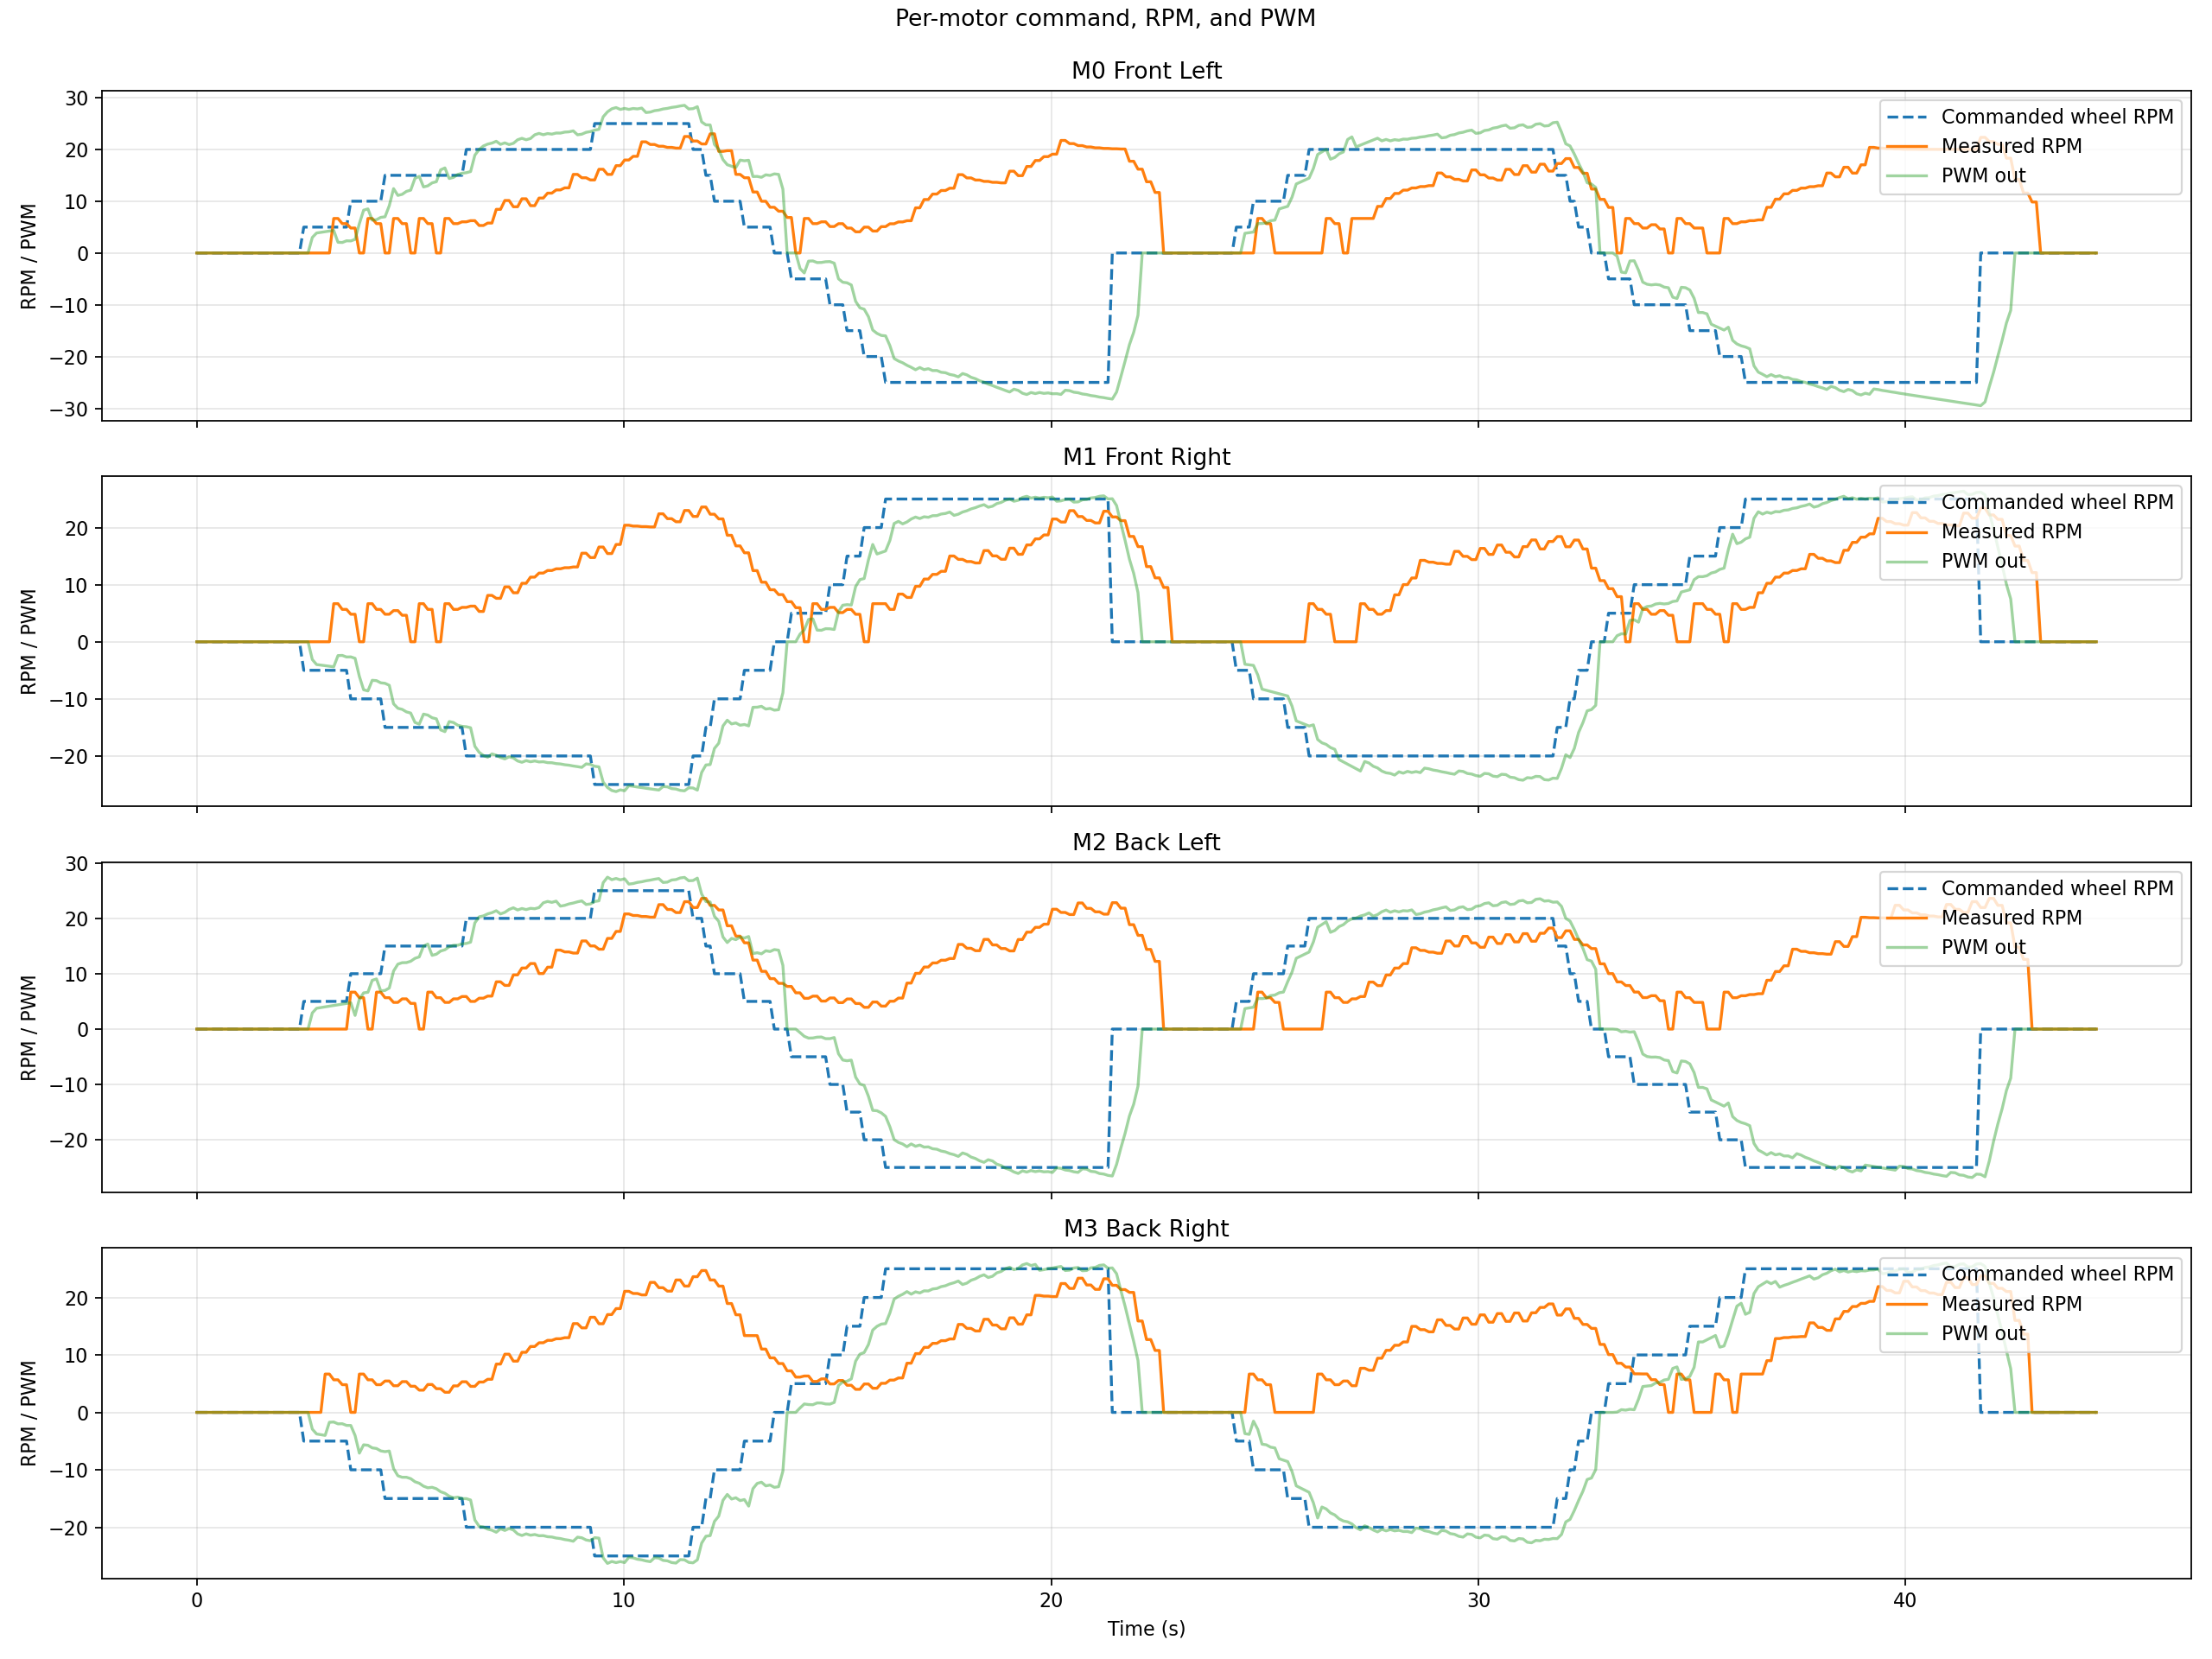 Per-motor command, RPM, and PWM
M0 Front Left
30
20
10
0
−10
−20
−30
RPM / PWM
Commanded wheel RPM
Measured RPM
PWM out
M1 Front Right
20
10
0
−10
−20
RPM / PWM
Commanded wheel RPM
Measured RPM
PWM out
M2 Back Left
30
20
10
0
−10
−20
RPM / PWM
Commanded wheel RPM
Measured RPM
PWM out
M3 Back Right
20
10
0
−10
−20
RPM / PWM
Commanded wheel RPM
Measured RPM
PWM out
0 10 20 30 40
Time (s)